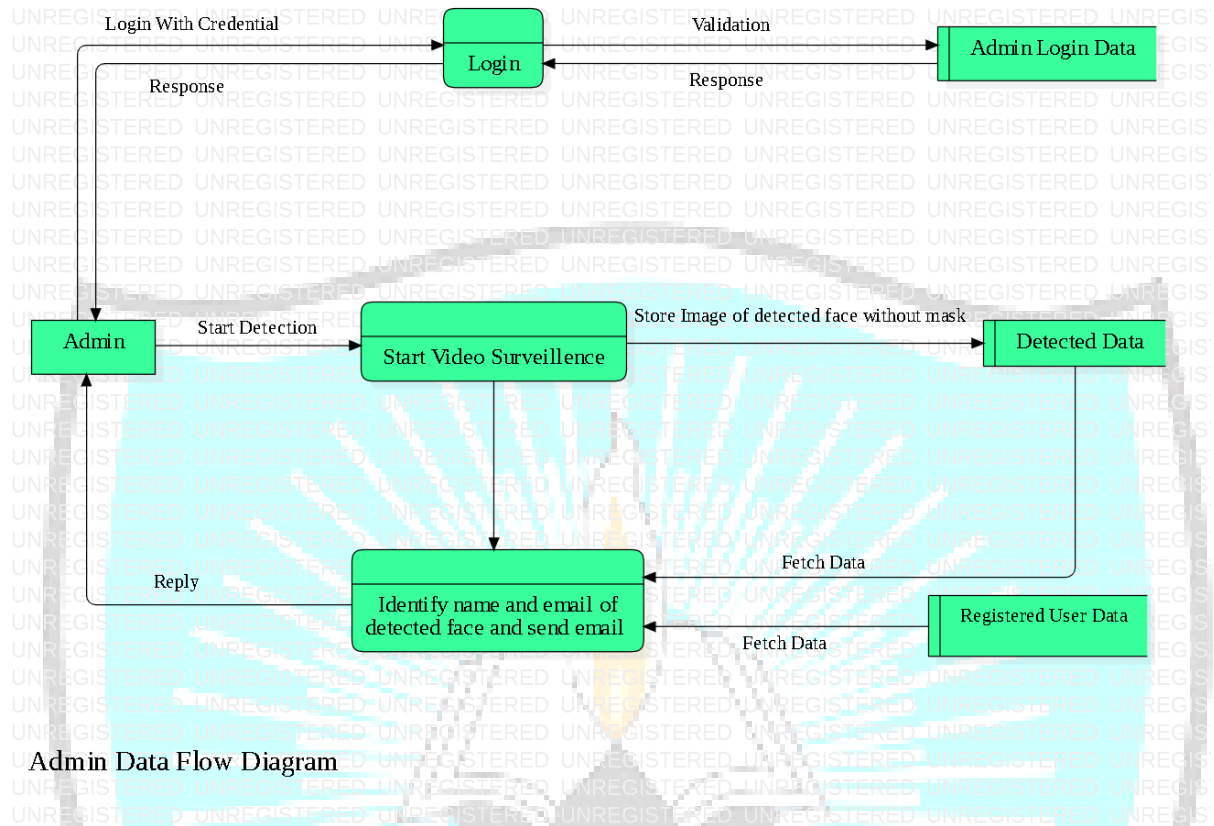 Login With Credential
Validation
Login
Admin Login Data
Response
Response
Admin
Start Detection
Start Video Surveillence
Store Image of detected face without mask
Detected Data
Fetch Data
Reply
Identify name and email of
detected face and send email
Registered User Data
Fetch Data
Admin Data Flow Diagram
UNREGISTERED